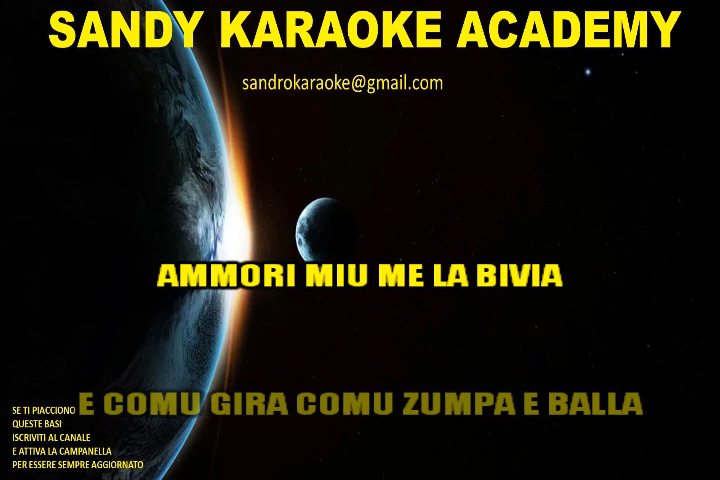 SANDY KARAOKE ACADEMY
sandrokaraoke@gmail.com
AMMORI MIU ME LA BIVIA
E COMU GIRA COMU ZUMPA E BALLA
SE TI PIACCIONO
QUESTE BASI
ISCRIVITI AL CANALE
E ATTIVA LA CAMPANELLA
PER ESSERE SEMPRE AGGIORNATO